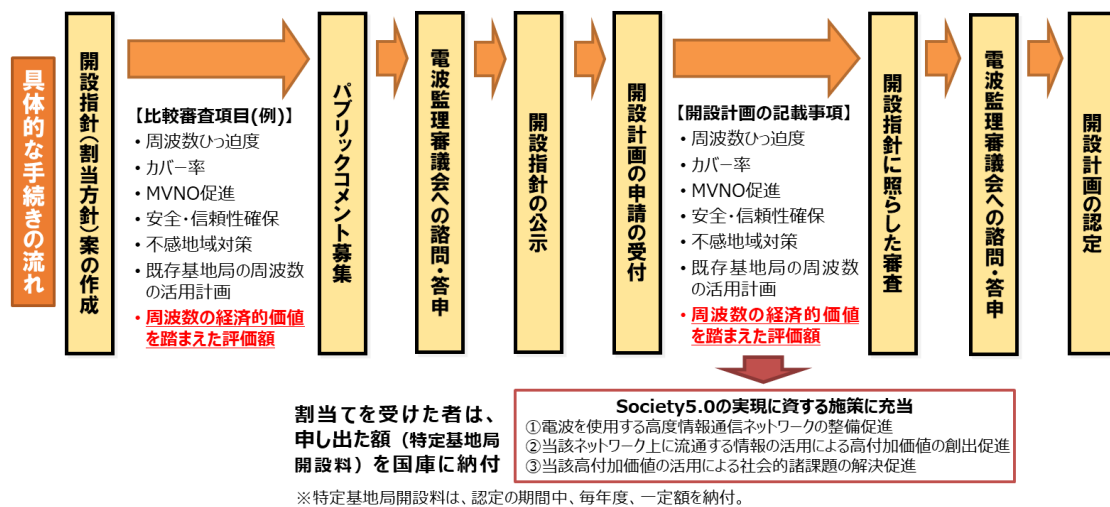 具体的な手続きの流れ
開設指針(割当方針)案の作成
【比較審査項目(例)】
・周波数ひっ迫度
・カバー率
・MVNO促進
・安全・信頼性確保
・不感地域対策
・既存基地局の周波数
の活用計画
・周波数の経済的価値
を踏まえた評価額
パブリックコメント募集
電波監理審議会への諮問・答申
開設指針の公示
開設計画の申請の受付
【開設計画の記載事項】
・周波数ひっ迫度
・カバー率
・MVNO促進
・安全・信頼性確保
・不感地域対策
・既存基地局の周波数
の活用計画
・周波数の経済的価値
を踏まえた評価額
開設指針に照らした審査
電波監理審議会への諮問・答申
開設計画の認定
割当てを受けた者は、
申し出た額（特定基地局
開設料）を国庫に納付
Society5.0の実現に資する施策に充当
①電波を使用する高度情報通信ネットワークの整備促進
②当該ネットワーク上に流通する情報の活用による高付加価値の創出促進
③当該高付加価値の活用による社会的諸課題の解決促進
※特定基地局開設料は、認定の期間中、毎年度、一定額を納付。